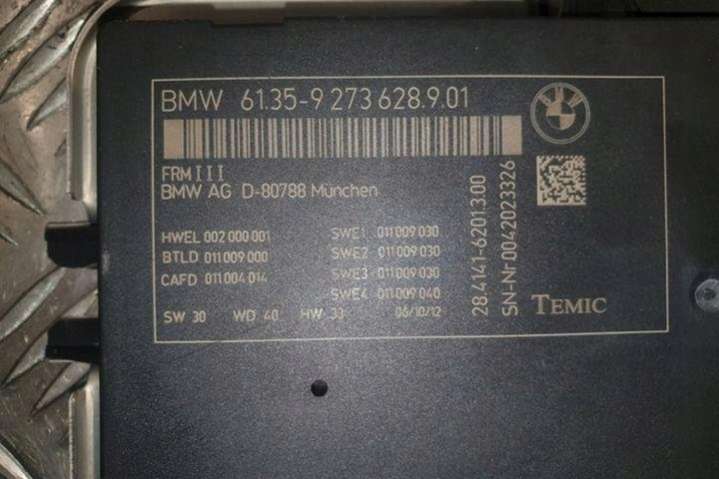 BMW 61.35-9 273 628.9.01
FRM III
BMW AG D-80788 München
HWEL 002 000 001
BTLD 011 009 000
CAFD 011 004 014
SWE1 011 009 030
SWE2 011 009 030
SWE3 011 009 030
SWE4 011 009 040
SW 30 WD 40 HW 33 06/10/12
28.4141-6201.3 00
SN-Nr 0042023326
BMW
TEMIC